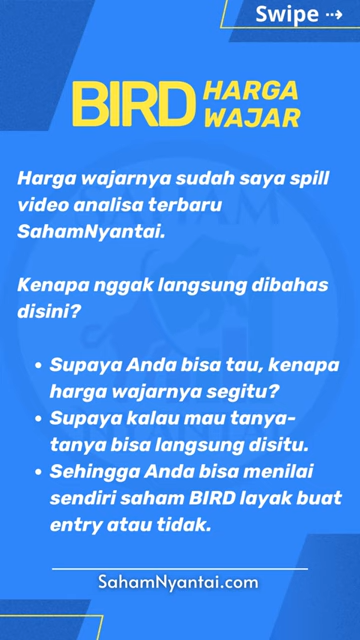 Swipe ⇢
BIRD HARGA
WAJAR
Harga wajarnya sudah saya spill
video analisa terbaru
SahamNyantai.
Kenapa nggak langsung dibahas
disini?
• Supaya Anda bisa tau, kenapa
harga wajarnya segitu?
• Supaya kalau mau tanya-
tanya bisa langsung disitu.
• Sehingga Anda bisa menilai
sendiri saham BIRD layak buat
entry atau tidak.
SahamNyantai.com